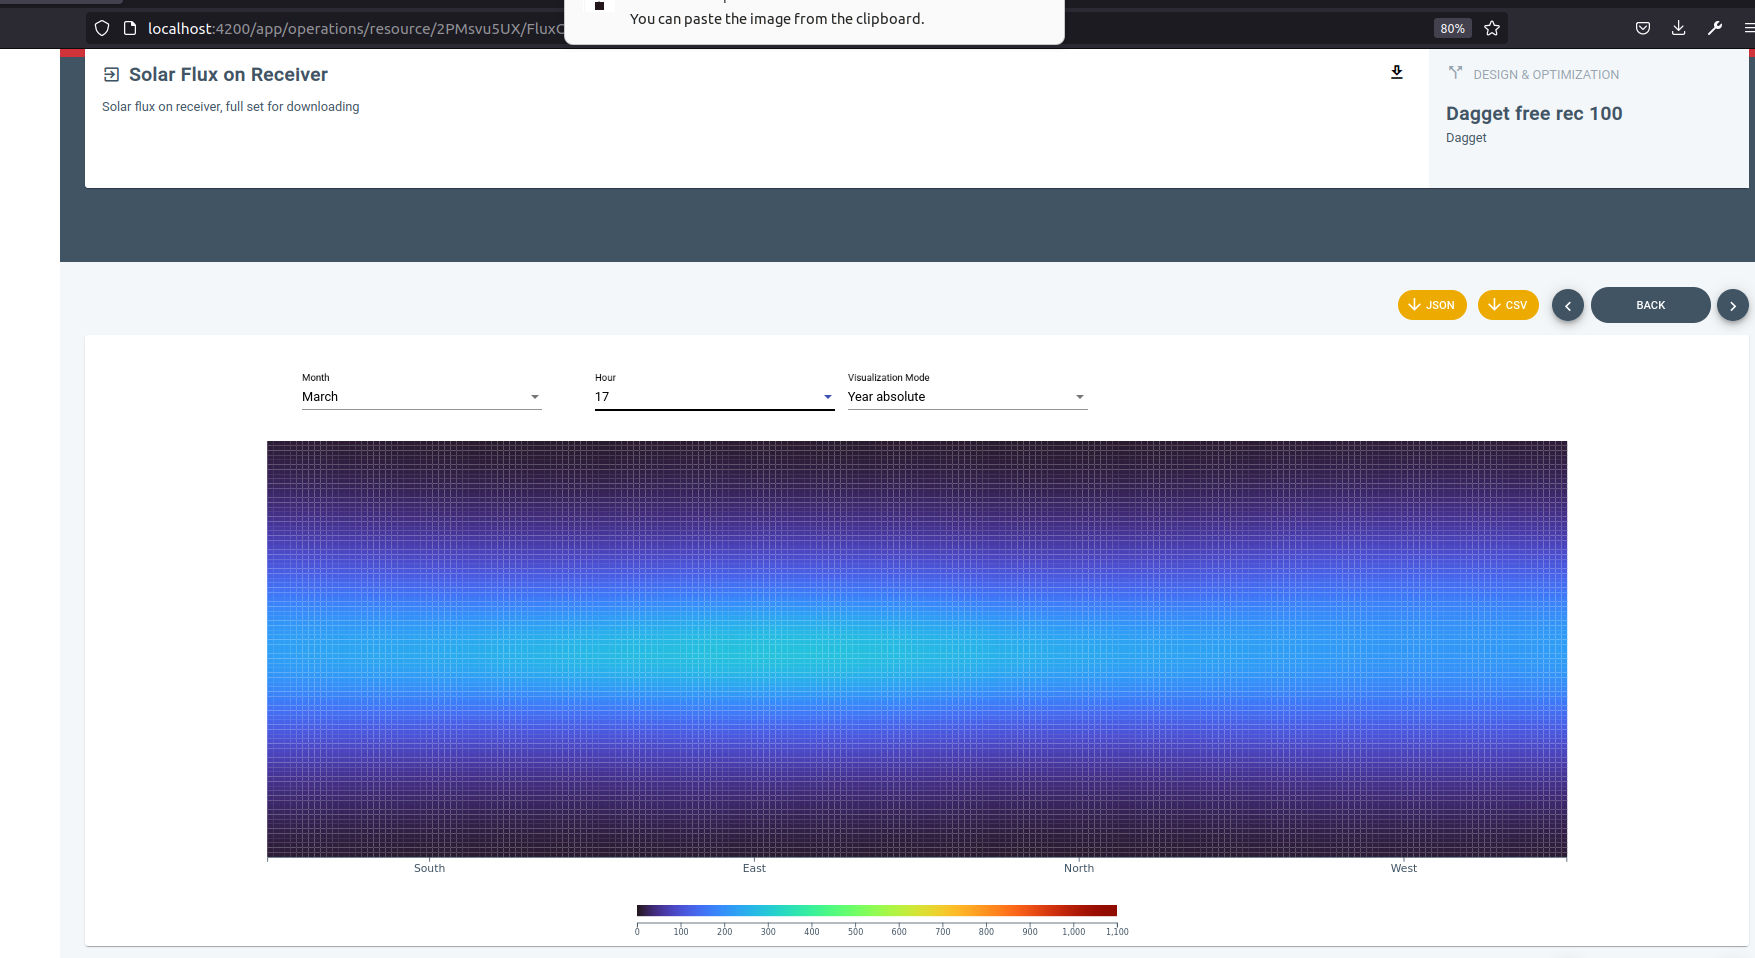 You can paste the image from the clipboard.
localhost:4200/app/operations/resource/2PMsvu5UX/Flux
80%
Solar Flux on Receiver
Solar flux on receiver, full set for downloading
DESIGN & OPTIMIZATION
Dagget free rec 100
Dagget
JSON
CSV
BACK
Month
March
Hour
17
Visualization Mode
Year absolute
South East North West
0 100 200 300 400 500 600 700 800 900 1,000 1,100